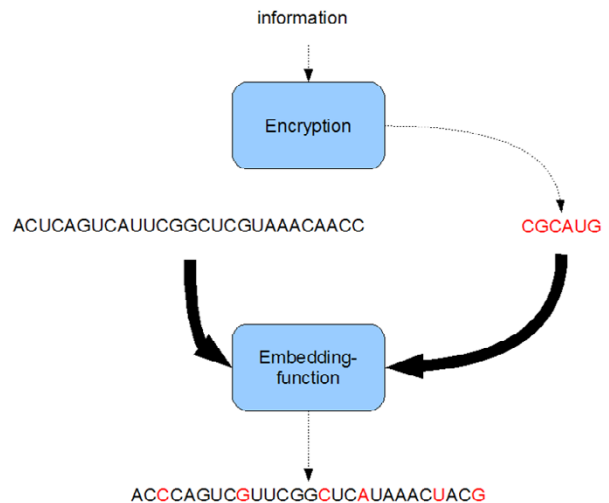 information
Encryption
ACUCAGUCAUUCGGCUCGUAAACAACC
CGCAUG
Embedding-
function
ACCCAGUCGUUCGGCUCAUAAACUACG